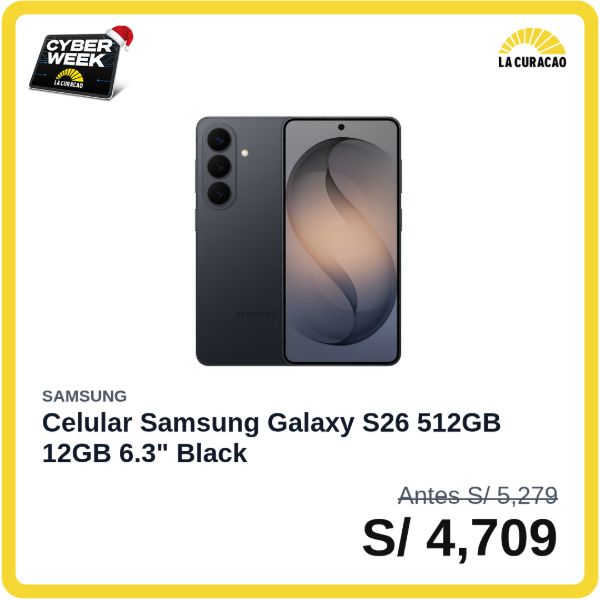 CYBER
WEEK
LA CURACAO
LA CURACAO
SAMSUNG
SAMSUNG
Celular Samsung Galaxy S26 512GB
12GB 6.3" Black
Antes S/ 5,279
S/ 4,709